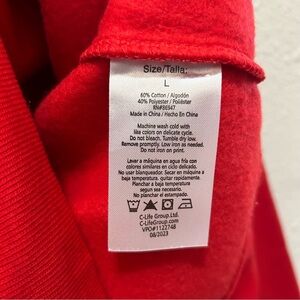 Size/Talla:
L
60% Cotton / Algodón
40% Polyester / Poliéster
RN#86947
Made in China / Hecho En China
Machine wash cold with
like colors on delicate cycle.
Do not bleach. Tumble dry low.
Remove promptly. Low iron as needed.
Do not iron on print.
Lavar a máquina en agua fría con
colores similares en ciclo delicado.
No usar blanqueador. Secar en máquina a
baja temperatura. quitar rapidamente.
Planchar a baja temperatura
según sea necesario.
No planchar sobre el estampado.
C-Life Group.Ltd.
C-LifeGroup.com
VPO#1122748
08/2023